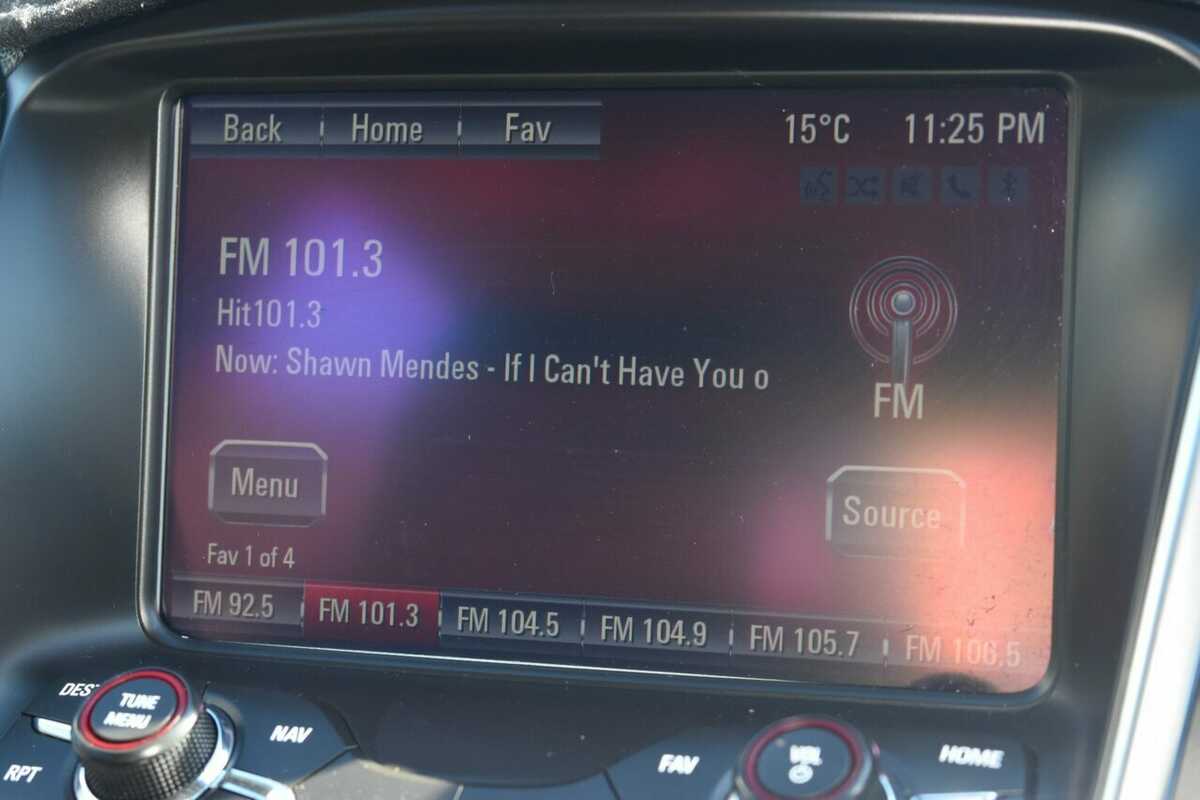 Back Home Fav 15°C 11:25 PM
FM 101.3
Hit101.3
Now: Shawn Mendes - If I Can't Have You o
FM
Menu
Source
Fav 1 of 4
FM 92.5 FM 101.3 FM 104.5 FM 104.9 FM 105.7 FM 106.5
TUNE
MENU
NAV
RPT
FAV
VOL
HOME